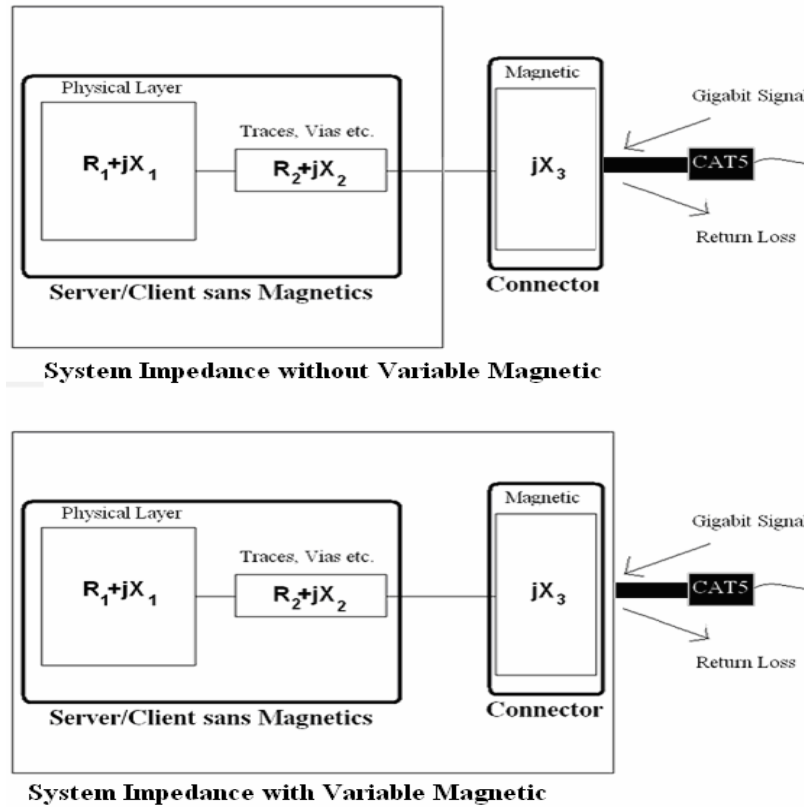 Physical Layer
Magnetic
Gigabit Signal
Traces, Vias etc.
R1+jX1
R2+jX2
jX3
CAT5
Return Loss
Server/Client sans Magnetics
Connector
System Impedance without Variable Magnetic
Physical Layer
Magnetic
Gigabit Signal
Traces, Vias etc.
R1+jX1
R2+jX2
jX3
CAT5
Return Loss
Server/Client sans Magnetics
Connector
System Impedance with Variable Magnetic